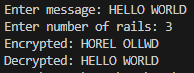 Enter message: HELLO WORLD
Enter number of rails: 3
Encrypted: HOREL OLLWD
Decrypted: HELLO WORLD